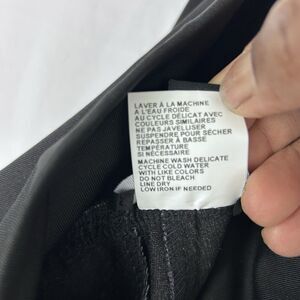 LAVER À LA MACHINE
A L'EAU FROIDE
AU CYCLE DÉLICAT AVEC
COULEURS SIMILAIRES
NE PAS JAVELLISER
SUSPENDRE POUR SÉCHER
REPASSER À BASSE
TEMPÉRATURE
SI NÉCESSAIRE
MACHINE WASH DELICATE
CYCLE COLD WATER
WITH LIKE COLORS
DO NOT BLEACH
LINE DRY
LOW IRON IF NEEDED